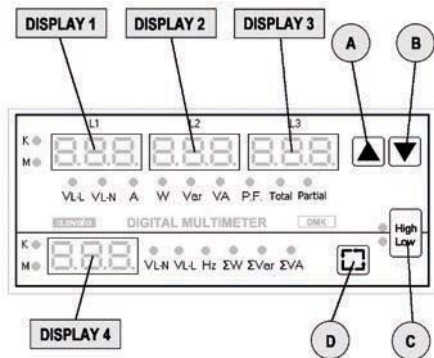 DISPLAY 1 DISPLAY 2 DISPLAY 3 A B
L1 L2 L3
K
M
VL-L VL-N A W Var VA P.F. Total Partial
Lovato DIGITAL MULTIMETER DMK
High
Low
K
M
VL-N VL-L Hz ΣW ΣVar ΣVA
DISPLAY 4 D C